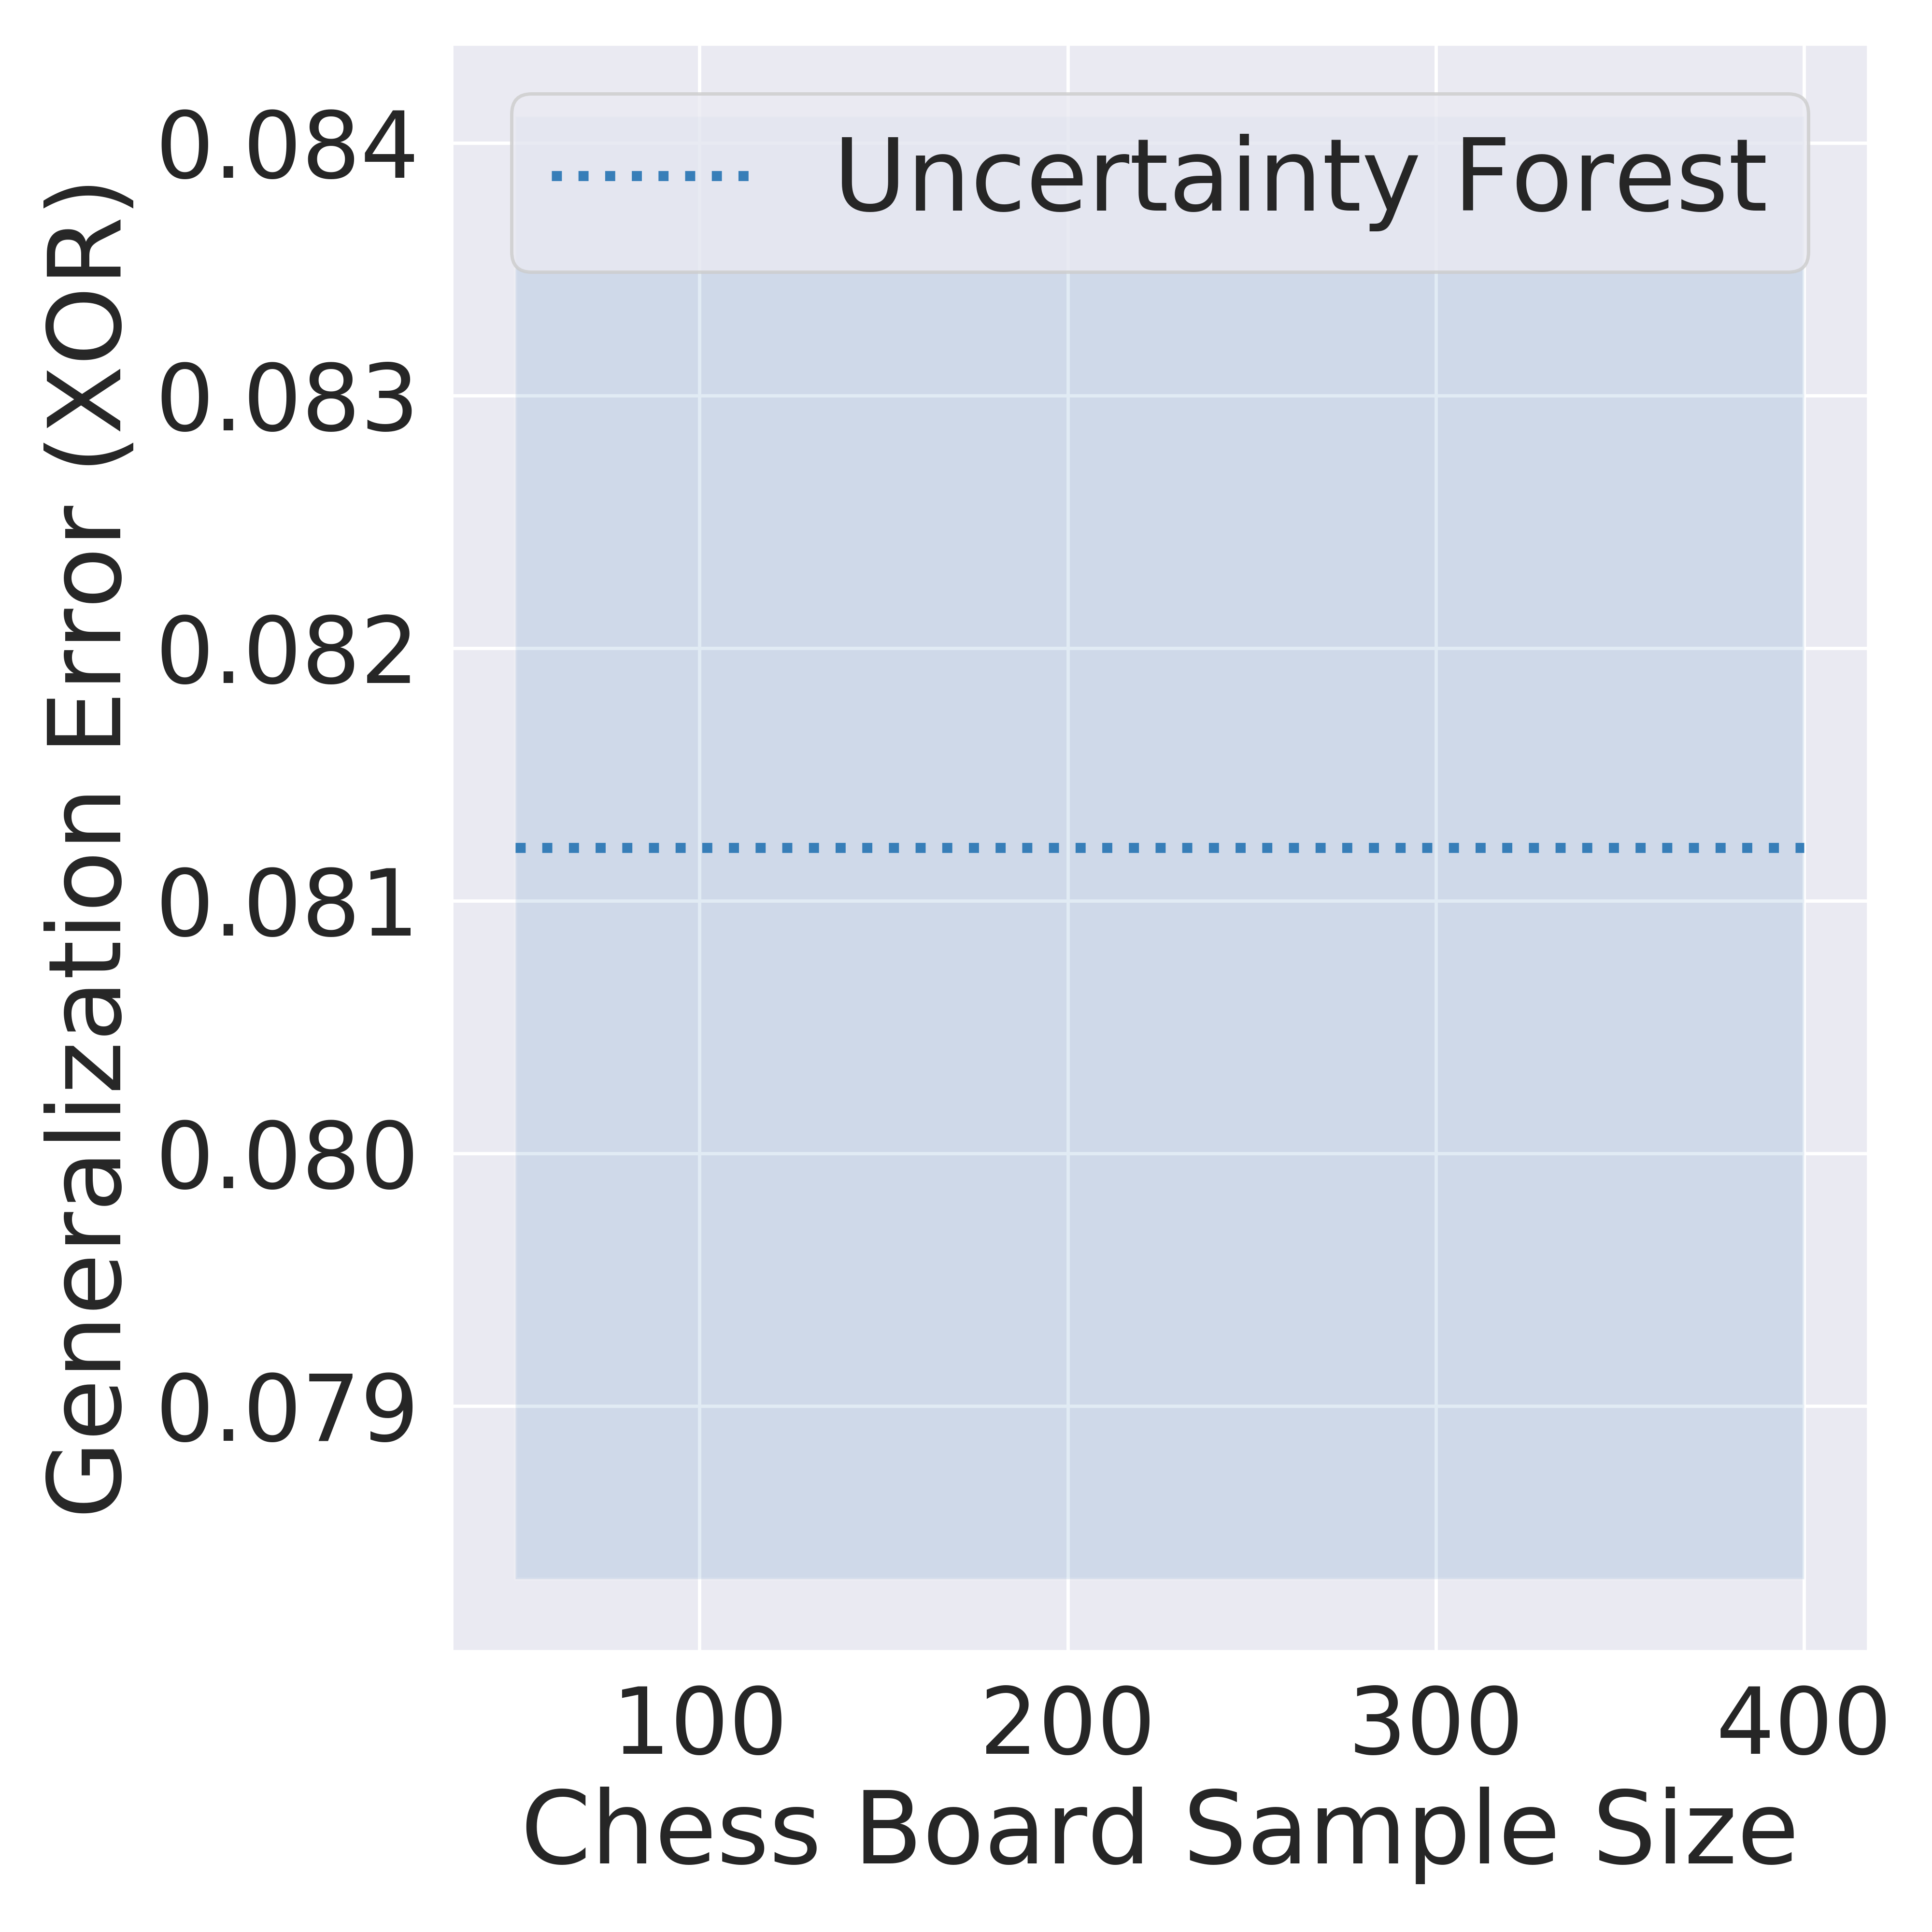 Generalization Error (XOR)
0.084
0.083
0.082
0.081
0.080
0.079
Uncertainty Forest
100 200 300 400
Chess Board Sample Size